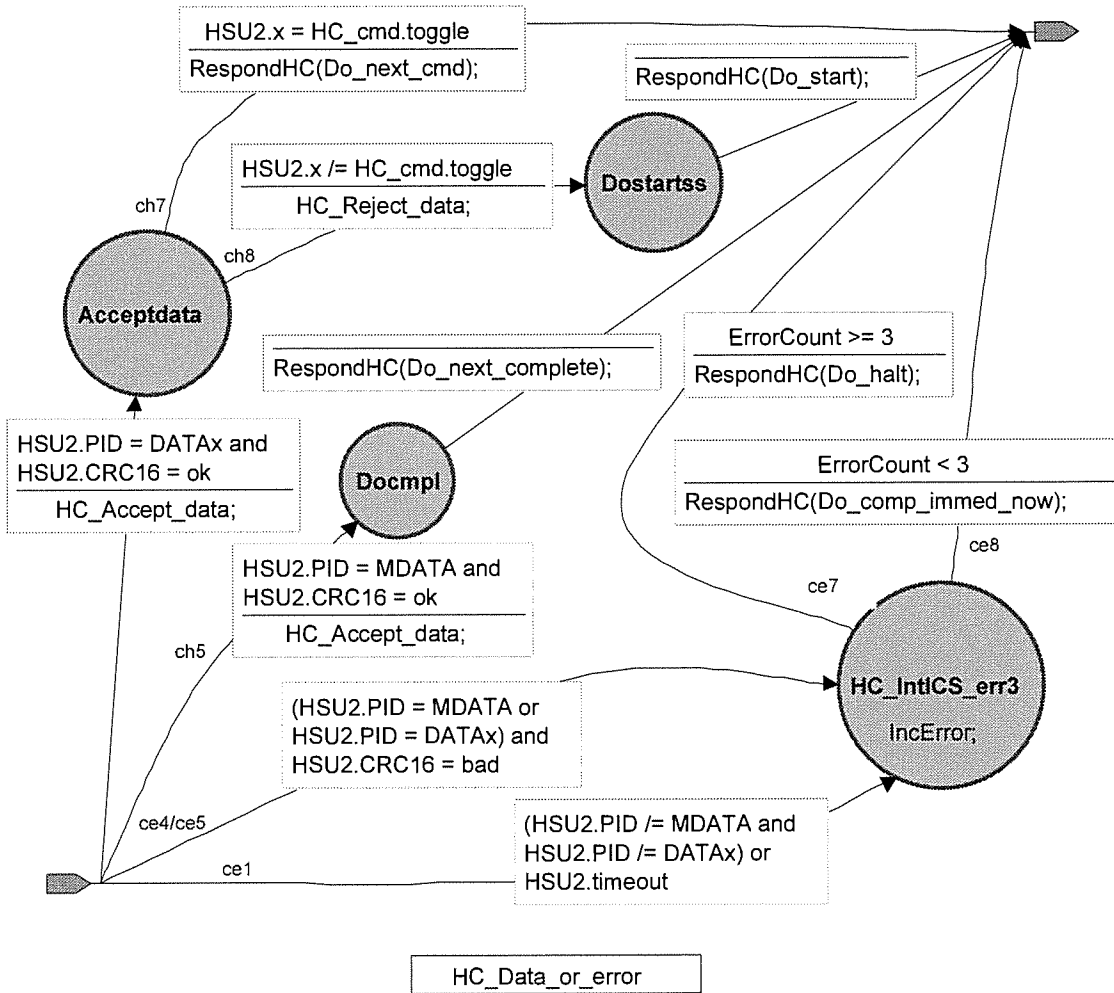 HSU2.x = HC_cmd.toggle
RespondHC(Do_next_cmd);
RespondHC(Do_start);
HSU2.x /= HC_cmd.toggle
HC_Reject_data;
Dostartss
ch7
ch8
Acceptdata
RespondHC(Do_next_complete);
ErrorCount >= 3
RespondHC(Do_halt);
HSU2.PID = DATAx and
HSU2.CRC16 = ok
HC_Accept_data;
Docmpl
ErrorCount < 3
RespondHC(Do_comp_immed_now);
HSU2.PID = MDATA and
HSU2.CRC16 = ok
HC_Accept_data;
ce7
ce8
ch5
HC_IntICS_err3
IncError;
(HSU2.PID = MDATA or
HSU2.PID = DATAx) and
HSU2.CRC16 = bad
ce4/ce5
(HSU2.PID /= MDATA and
HSU2.PID /= DATAx) or
HSU2.timeout
ce1
HC_Data_or_error